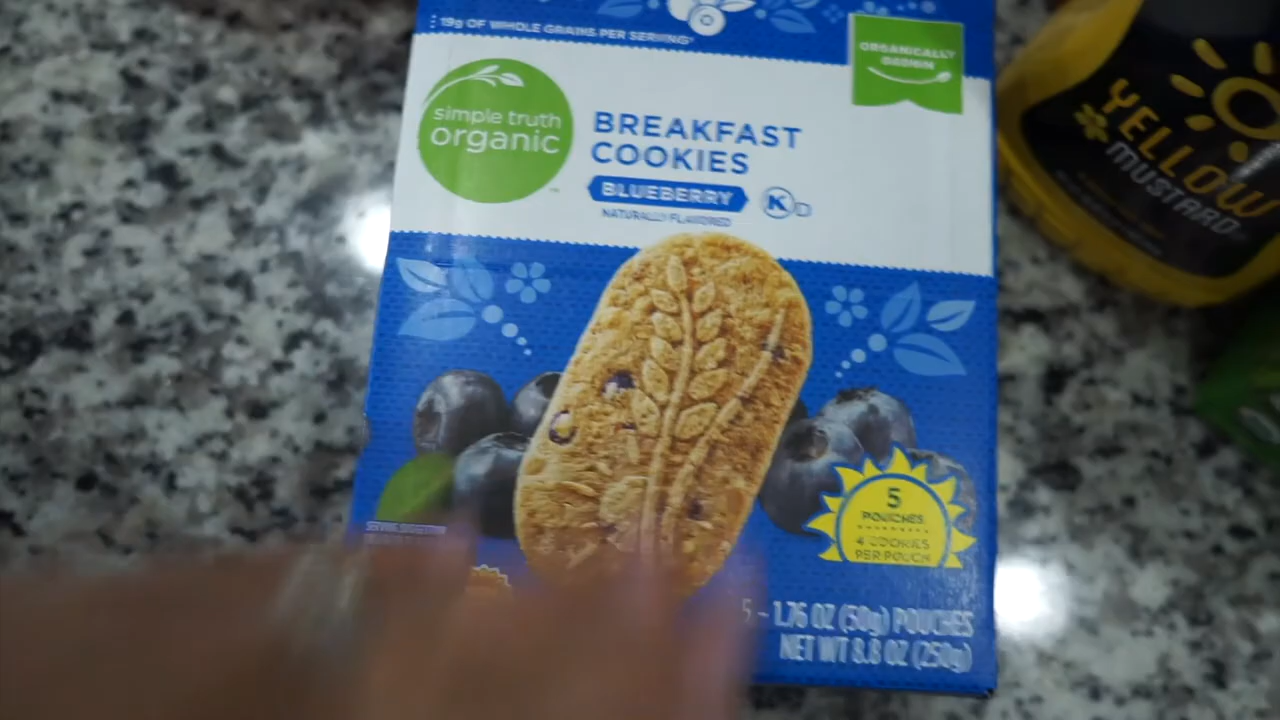 19g OF WHOLE GRAINS PER SERVING*
ORGANICALLY
simple truth
organic
™
BREAKFAST
COOKIES
BLUEBERRY
K D
NATURALLY FLAVORED
YELLOW
MUSTARD
5
POUCHES
4 COOKIES
PER POUCH
5 - 1.76 OZ (50g) POUCHES
NET WT 8.8 OZ (250g)